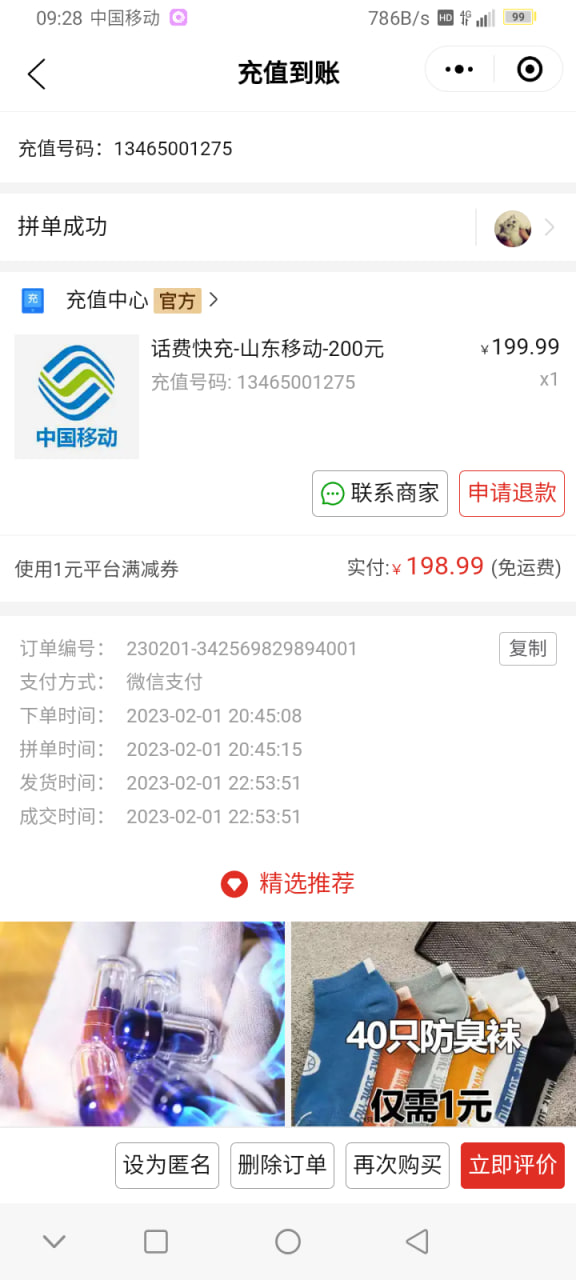 09:28 中国移动 786B/s HD 4G 99
充值到账
充值号码：13465001275
拼单成功
充 充值中心 官方
话费快充-山东移动-200元 ¥199.99
充值号码: 13465001275 x1
中国移动
联系商家 申请退款
使用1元平台满减券 实付:¥198.99 (免运费)
订单编号： 230201-342569829894001 复制
支付方式： 微信支付
下单时间： 2023-02-01 20:45:08
拼单时间： 2023-02-01 20:45:15
发货时间： 2023-02-01 22:53:51
成交时间： 2023-02-01 22:53:51
精选推荐
40只防臭袜
仅需1元
设为匿名 删除订单 再次购买 立即评价